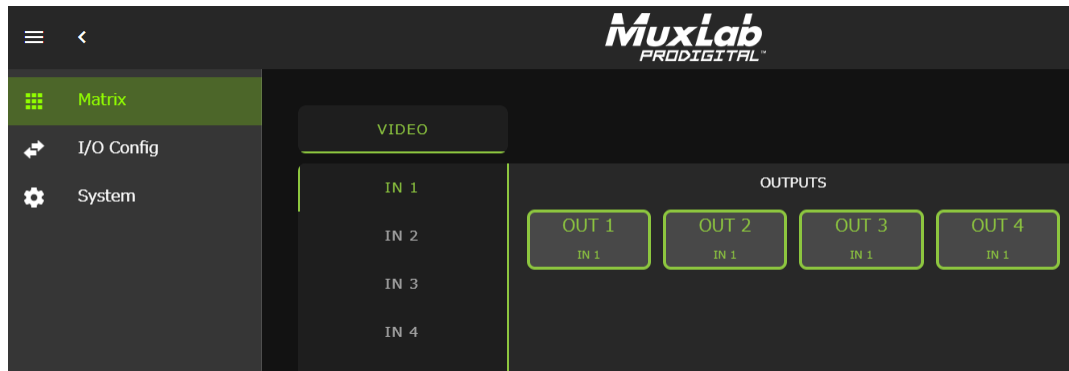 MuxLab
PRODIGITAL™
Matrix
I/O Config
System
VIDEO
IN 1
IN 2
IN 3
IN 4
OUTPUTS
OUT 1
IN 1
OUT 2
IN 1
OUT 3
IN 1
OUT 4
IN 1